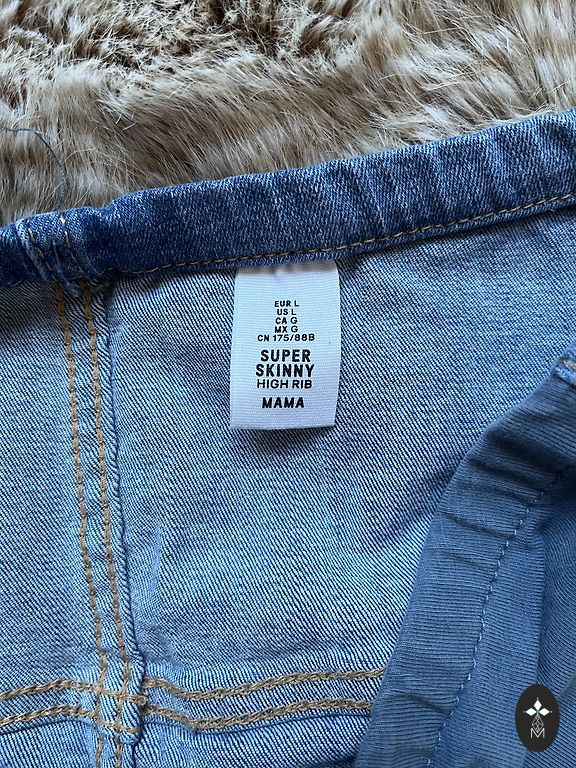 EUR L
US L
CA G
MX G
CN 175/88B
SUPER
SKINNY
HIGH RIB
MAMA
M